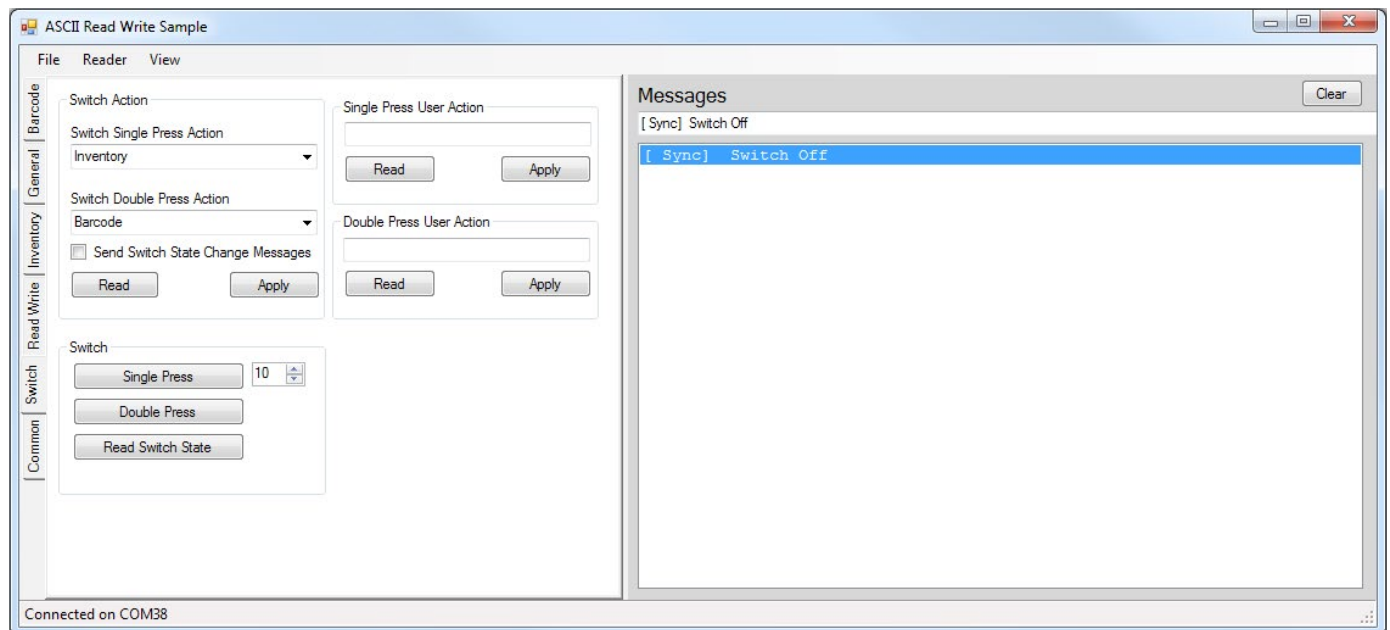 ASCII Read Write Sample
File Reader View
Barcode
General
Inventory
Read Write
Switch
Common
Switch Action
Switch Single Press Action
Inventory
Switch Double Press Action
Barcode
Send Switch State Change Messages
Read Apply
Single Press User Action
Read Apply
Double Press User Action
Read Apply
Switch
Single Press 10
Double Press
Read Switch State
Messages Clear
[ Sync] Switch Off
[ Sync] Switch Off
Connected on COM38